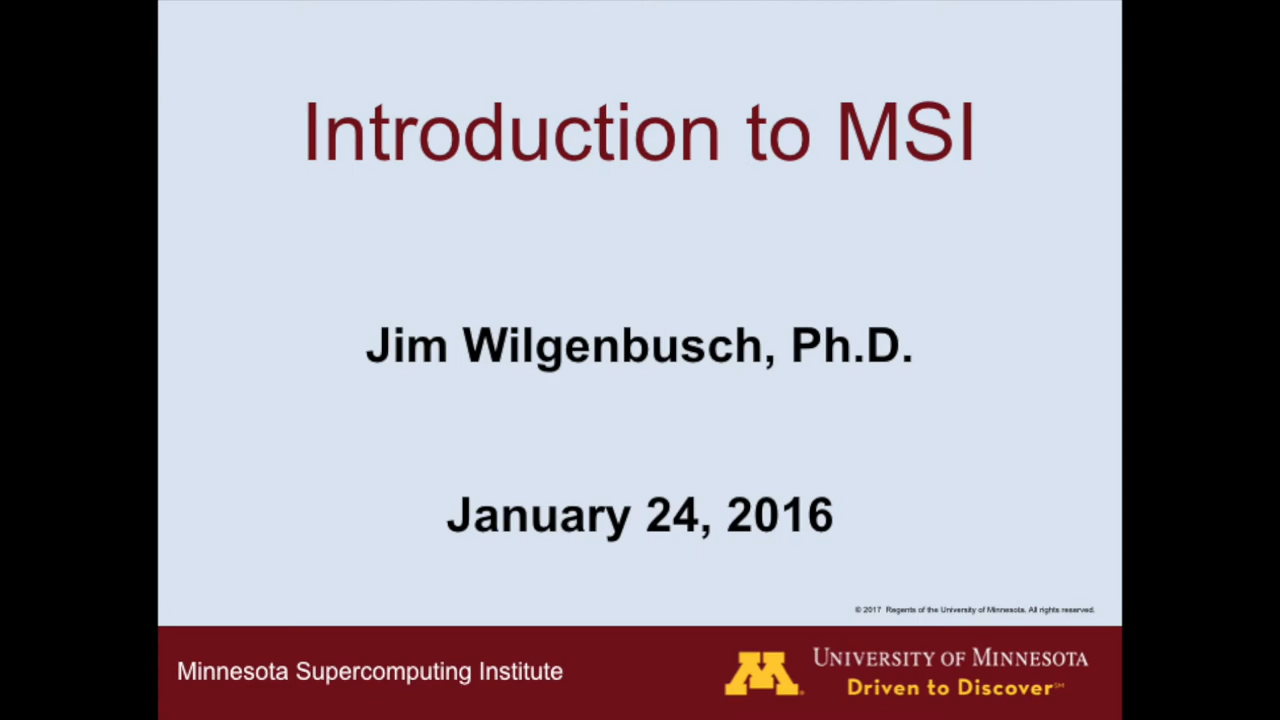 Introduction to MSI
Jim Wilgenbusch, Ph.D.
January 24, 2016
© 2017 Regents of the University of Minnesota. All rights reserved.
Minnesota Supercomputing Institute
M
UNIVERSITY OF MINNESOTA
Driven to Discover℠